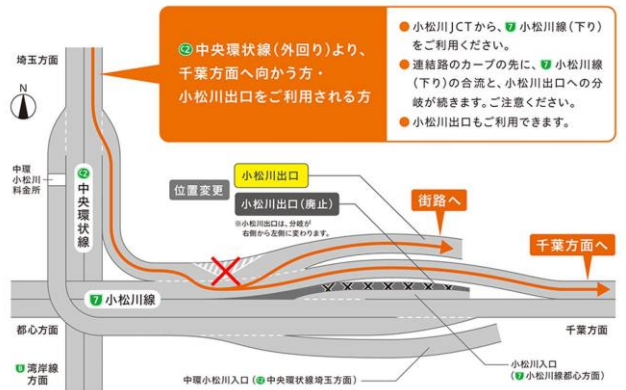 C2 中央環状線(外回り)より、
千葉方面へ向かう方・
小松川出口をご利用される方
●小松川JCTから、7 小松川線(下り)
をご利用ください。
●連結路のカーブの先に、7 小松川線
(下り)の合流と、小松川出口への分
岐が続きます。ご注意ください。
●小松川出口もご利用できます。
埼玉方面
N
中環
小松川
料金所
C2 中央環状線
位置変更
小松川出口
小松川出口(廃止)
※小松川出口は、分岐が
右側から左側に変わります。
街路へ
千葉方面へ
7 小松川線
都心方面
千葉方面
B 湾岸線
方面
中環小松川入口(C2 中央環状線埼玉方面)
小松川入口
(7 小松川線都心方面)